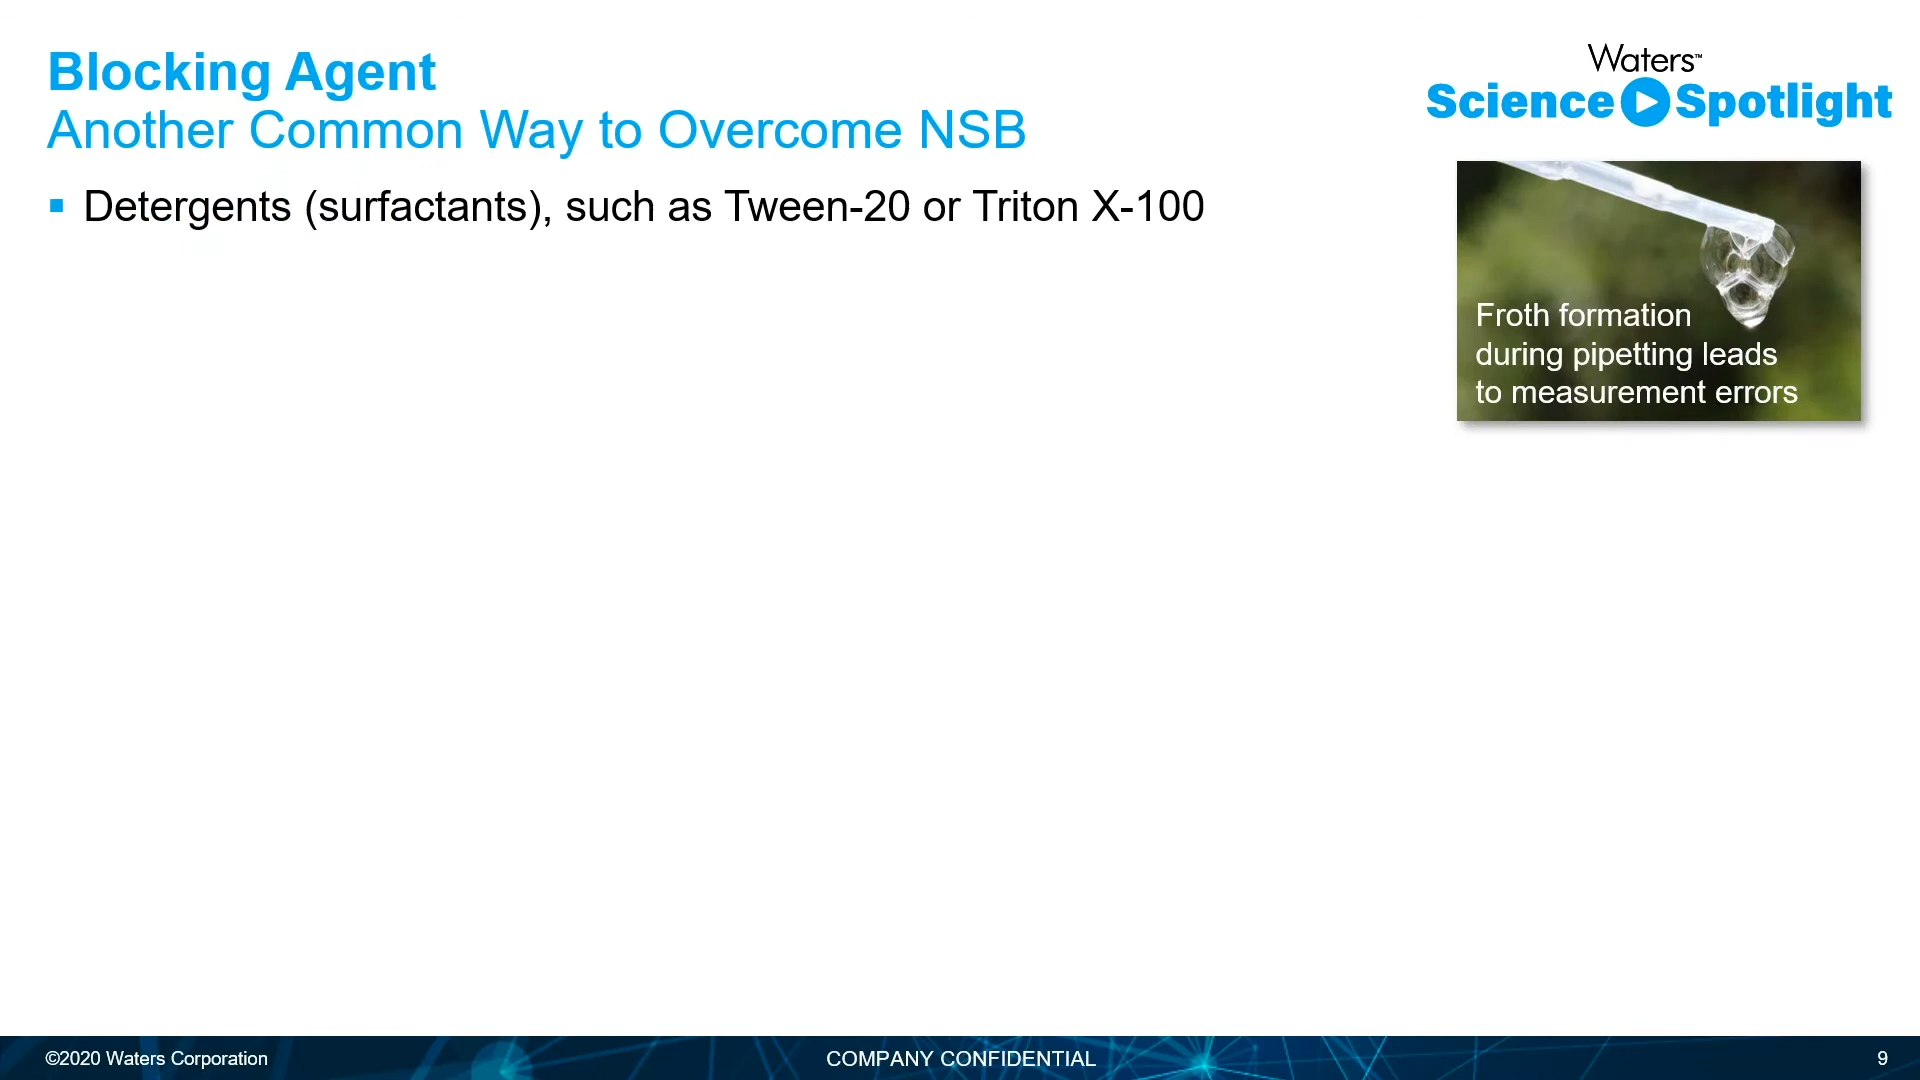 Blocking Agent
Another Common Way to Overcome NSB
Waters™
Science Spotlight
▪ Detergents (surfactants), such as Tween-20 or Triton X-100
Froth formation
during pipetting leads
to measurement errors
©2020 Waters Corporation
COMPANY CONFIDENTIAL
9